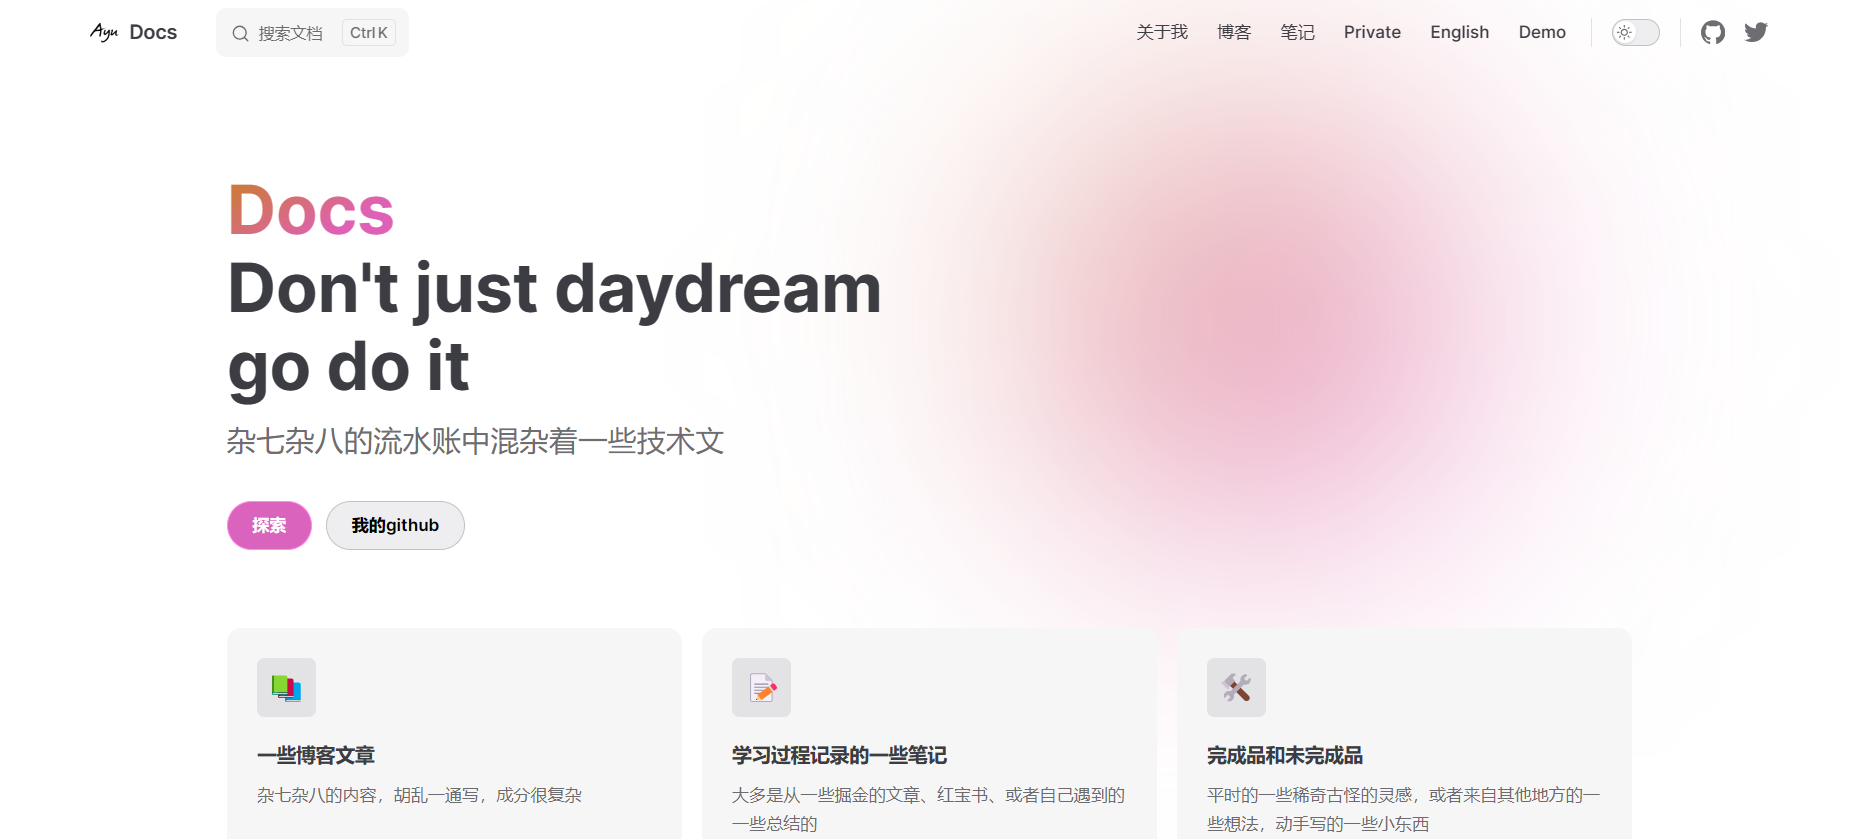 Ayu Docs 搜索文档 Ctrl K 关于我 博客 笔记 Private English Demo
Docs
Don't just daydream
go do it
杂七杂八的流水账中混杂着一些技术文
探索 我的github
一些博客文章
杂七杂八的内容，胡乱一通写，成分很复杂
学习过程记录的一些笔记
大多是从一些掘金的文章、红宝书、或者自己遇到的
一些总结的
完成品和未完成品
平时的一些稀奇古怪的灵感，或者来自其他地方的一
些想法，动手写的一些小东西